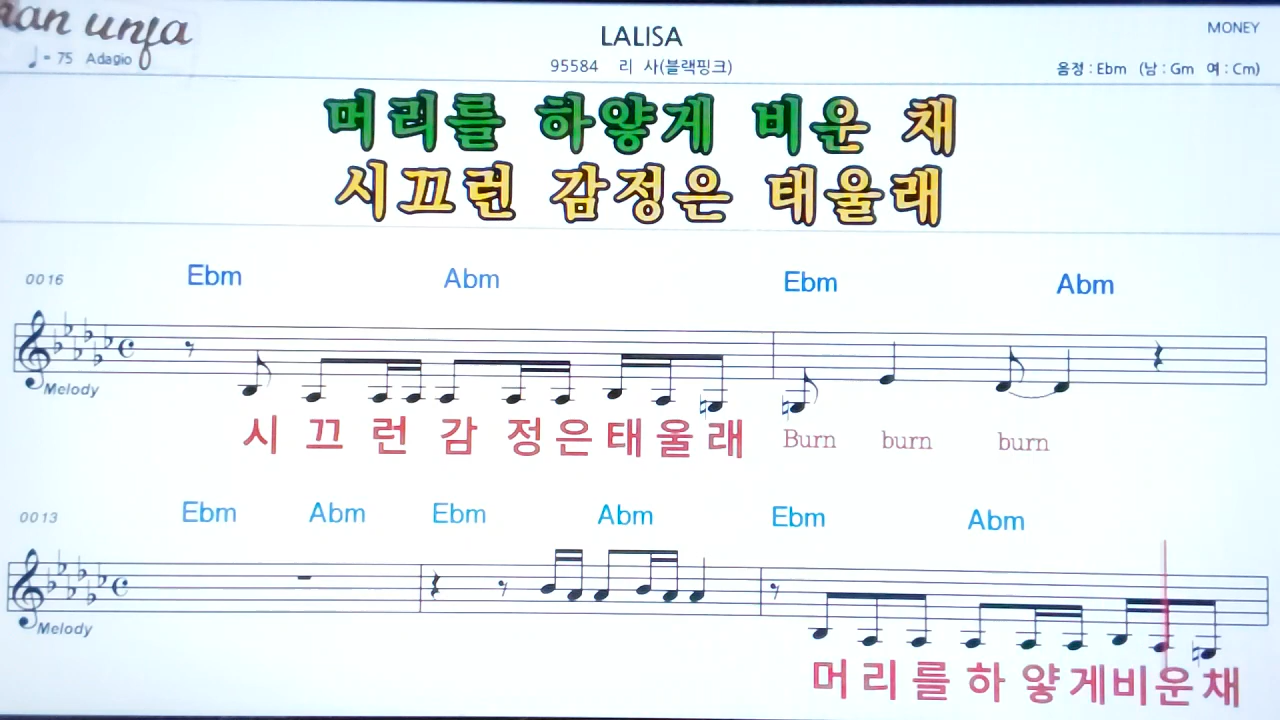 unja
♩= 75 Adagio
LALISA
MONEY
95584 리 사(블랙핑크)
음정 : Ebm (남 : Gm 여 : Cm)
머리를 하얗게 비운 채
시끄런 감정은 태울래
0016
Ebm Abm Ebm Abm
Melody
시 끄 런 감 정 은 태 울 래 Burn burn burn
0013
Ebm Abm Ebm Abm Ebm Abm
Melody
머 리 를 하 얗 게 비 운 채